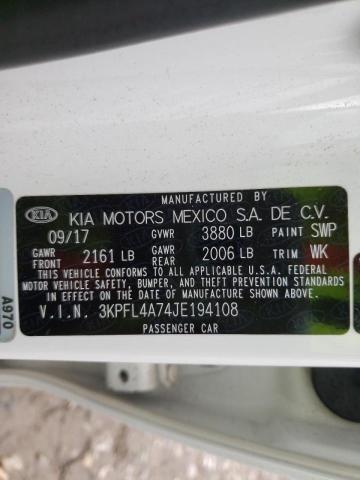 MANUFACTURED BY
KIA KIA MOTORS MEXICO S.A. DE C.V.
09/17 GVWR 3880 LB PAINT SWP
GAWR FRONT 2161 LB GAWR REAR 2006 LB TRIM WK
THIS VEHICLE CONFORMS TO ALL APPLICABLE U.S.A. FEDERAL
MOTOR VEHICLE SAFETY, BUMPER, AND THEFT PREVENTION STANDARDS
IN EFFECT ON THE DATE OF MANUFACTURE SHOWN ABOVE.
V.I.N. 3KPFL4A74JE194108
PASSENGER CAR
A970